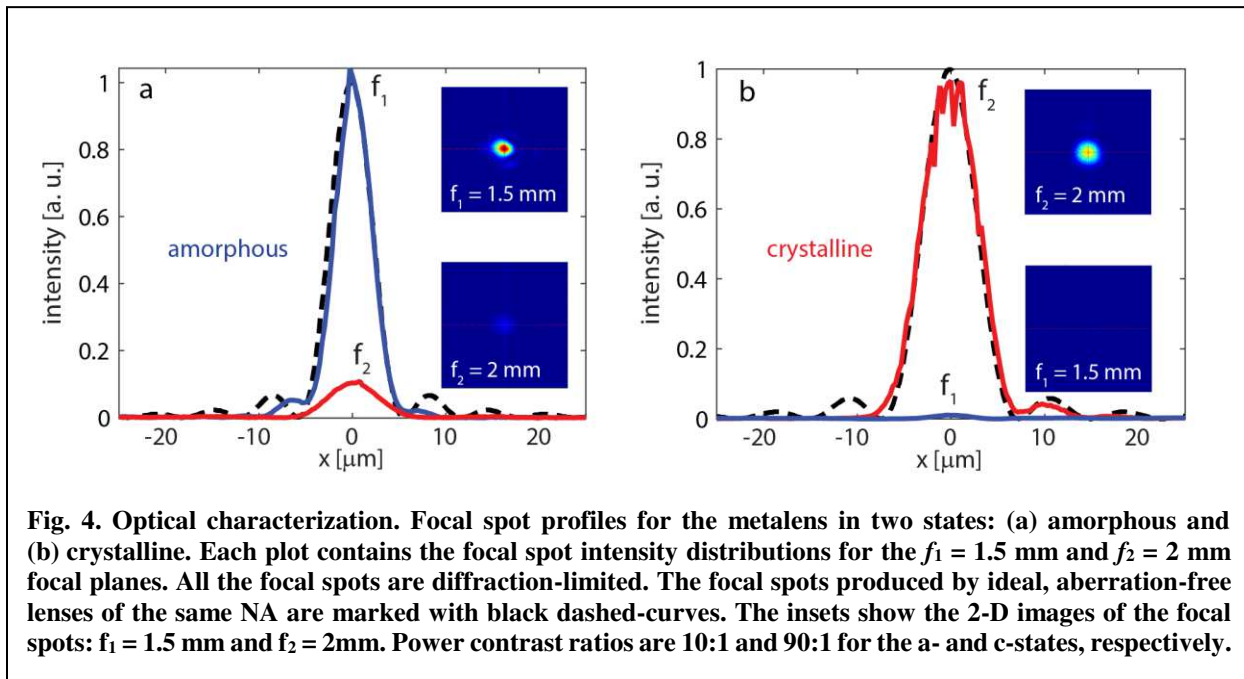 a
f1
f1 = 1.5 mm
amorphous
f2
f2 = 2 mm
intensity [a. u.]
1
0.8
0.6
0.4
0.2
0
-20 -10 0 10 20
x [μm]
b
f2
f2 = 2 mm
crystalline
f1
f1 = 1.5 mm
intensity [a. u.]
1
0.8
0.6
0.4
0.2
0
-20 -10 0 10 20
x [μm]
Fig. 4. Optical characterization. Focal spot profiles for the metalens in two states: (a) amorphous and
(b) crystalline. Each plot contains the focal spot intensity distributions for the f1 = 1.5 mm and f2 = 2 mm
focal planes. All the focal spots are diffraction-limited. The focal spots produced by ideal, aberration-free
lenses of the same NA are marked with black dashed-curves. The insets show the 2-D images of the focal
spots: f1 = 1.5 mm and f2 = 2mm. Power contrast ratios are 10:1 and 90:1 for the a- and c-states, respectively.